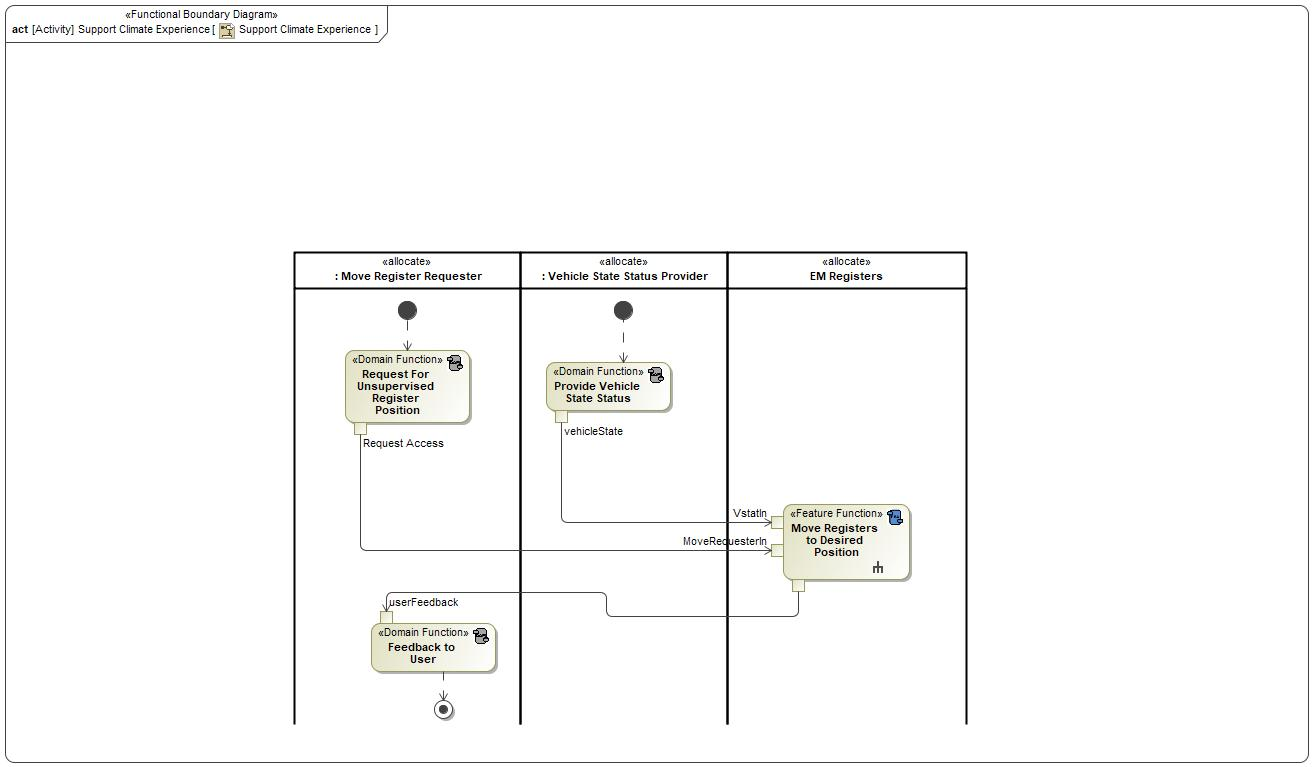 «Functional Boundary Diagram»
act [Activity] Support Climate Experience [ Support Climate Experience ]
«allocate»
: Move Register Requester
«allocate»
: Vehicle State Status Provider
«allocate»
EM Registers
«Domain Function»
Request For
Unsupervised
Register
Position
Request Access
«Domain Function»
Provide Vehicle
State Status
vehicleState
VstatIn
MoveRequesterIn
«Feature Function»
Move Registers
to Desired
Position
userFeedback
«Domain Function»
Feedback to
User